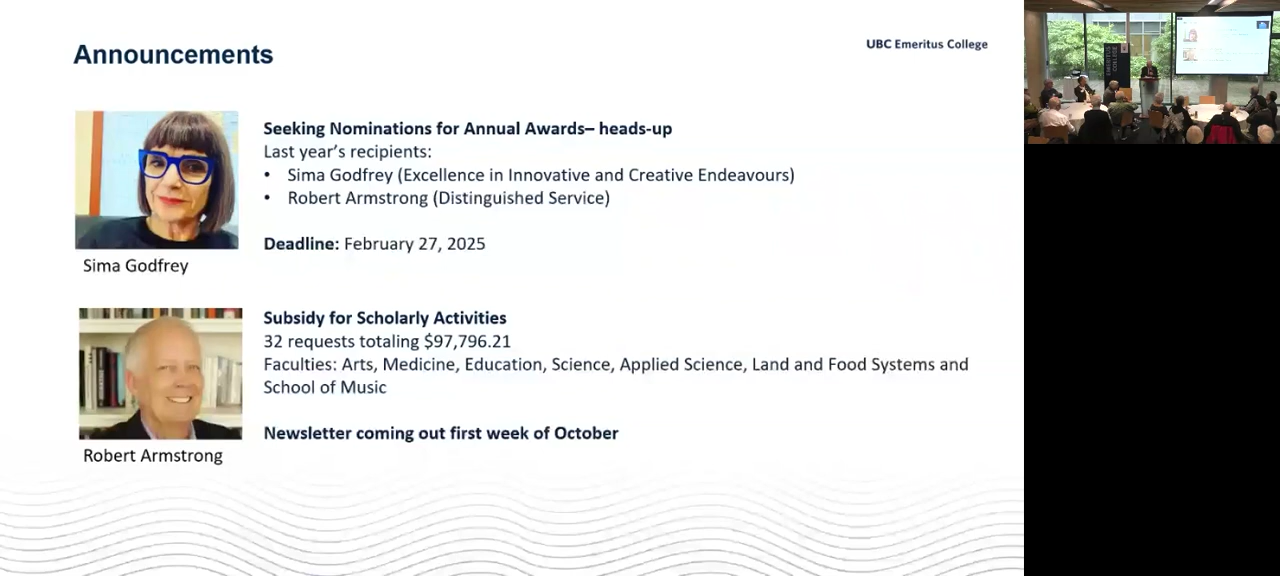 Announcements
UBC Emeritus College
Seeking Nominations for Annual Awards– heads-up
Last year's recipients:
• Sima Godfrey (Excellence in Innovative and Creative Endeavours)
• Robert Armstrong (Distinguished Service)
Deadline: February 27, 2025
Sima Godfrey
Subsidy for Scholarly Activities
32 requests totaling $97,796.21
Faculties: Arts, Medicine, Education, Science, Applied Science, Land and Food Systems and
School of Music
Newsletter coming out first week of October
Robert Armstrong
EMERITUS
COLLEGE